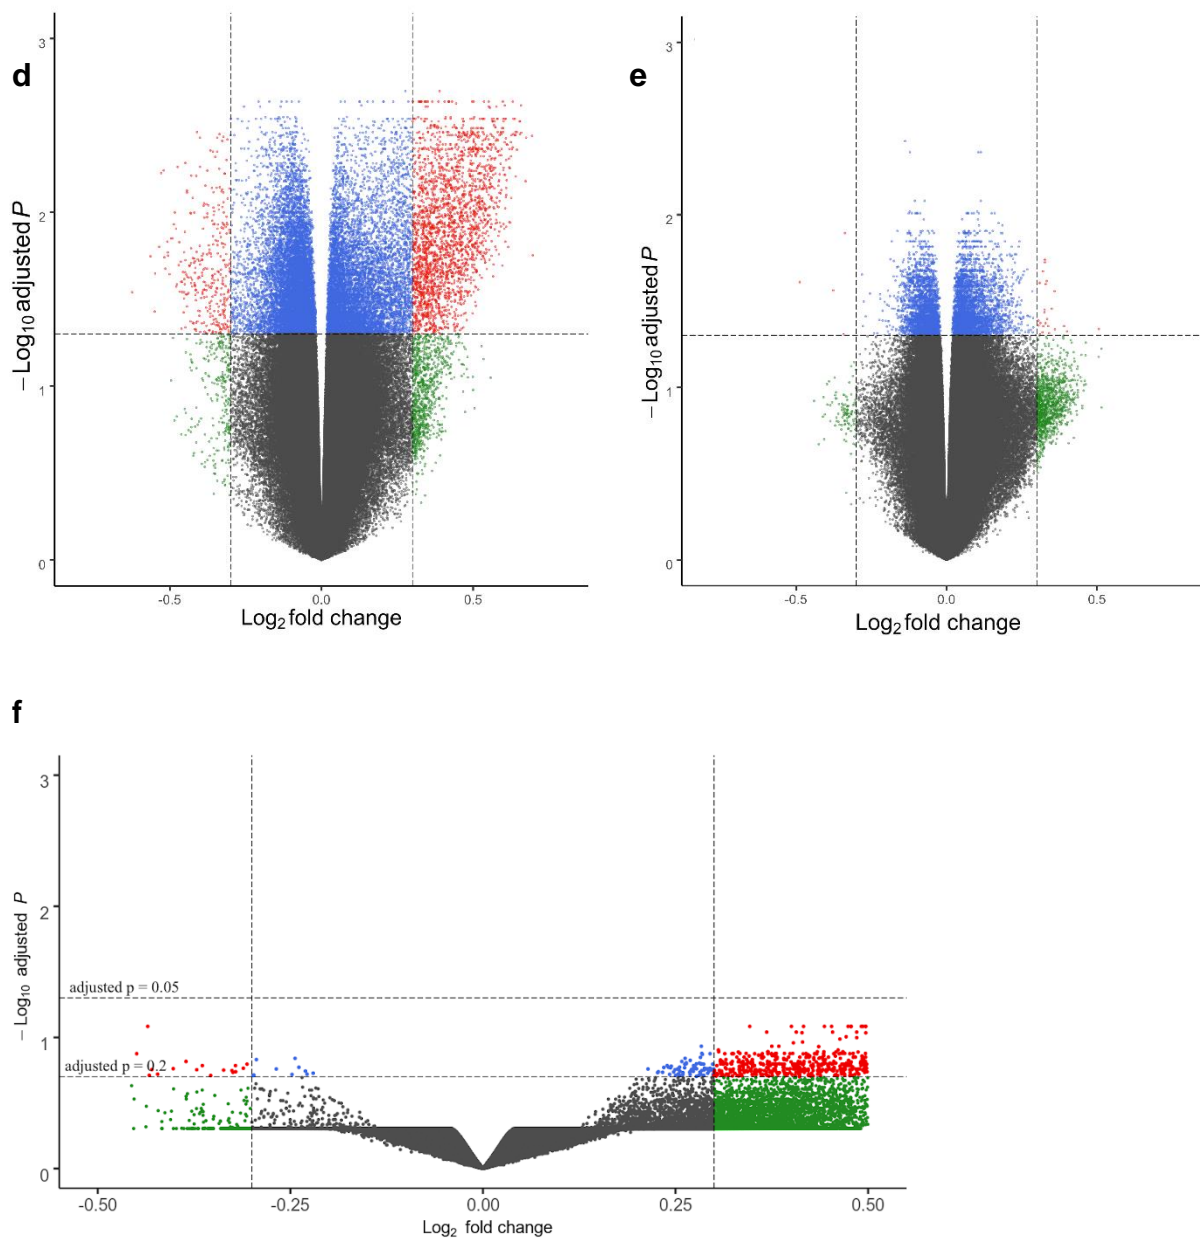 d
3
2
1
0
− Log10 adjusted P
-0.5 0.0 0.5
Log2 fold change
e
3
2
1
0
− Log10 adjusted P
-0.5 0.0 0.5
Log2 fold change
f
3
2
1
0
− Log10 adjusted P
adjusted p = 0.05
adjusted p = 0.2
-0.50 -0.25 0.00 0.25 0.50
Log2 fold change